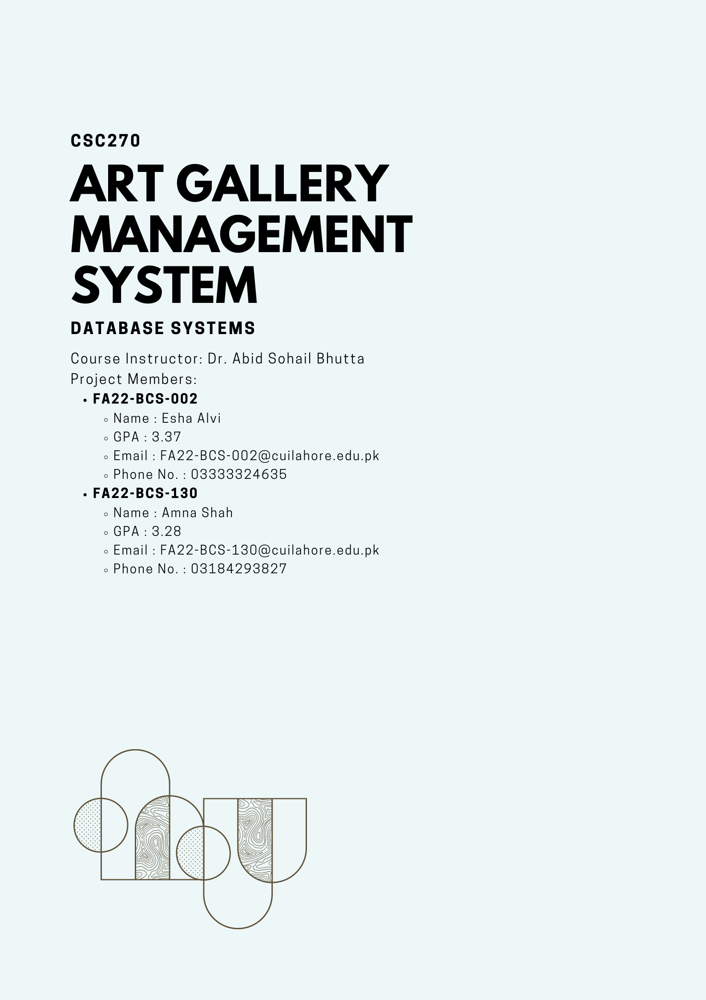 CSC270
ART GALLERY
MANAGEMENT
SYSTEM
DATABASE SYSTEMS
Course Instructor: Dr. Abid Sohail Bhutta
Project Members:
• FA22-BCS-002
◦ Name : Esha Alvi
◦ GPA : 3.37
◦ Email : FA22-BCS-002@cuilahore.edu.pk
◦ Phone No. : 03333324635
• FA22-BCS-130
◦ Name : Amna Shah
◦ GPA : 3.28
◦ Email : FA22-BCS-130@cuilahore.edu.pk
◦ Phone No. : 03184293827